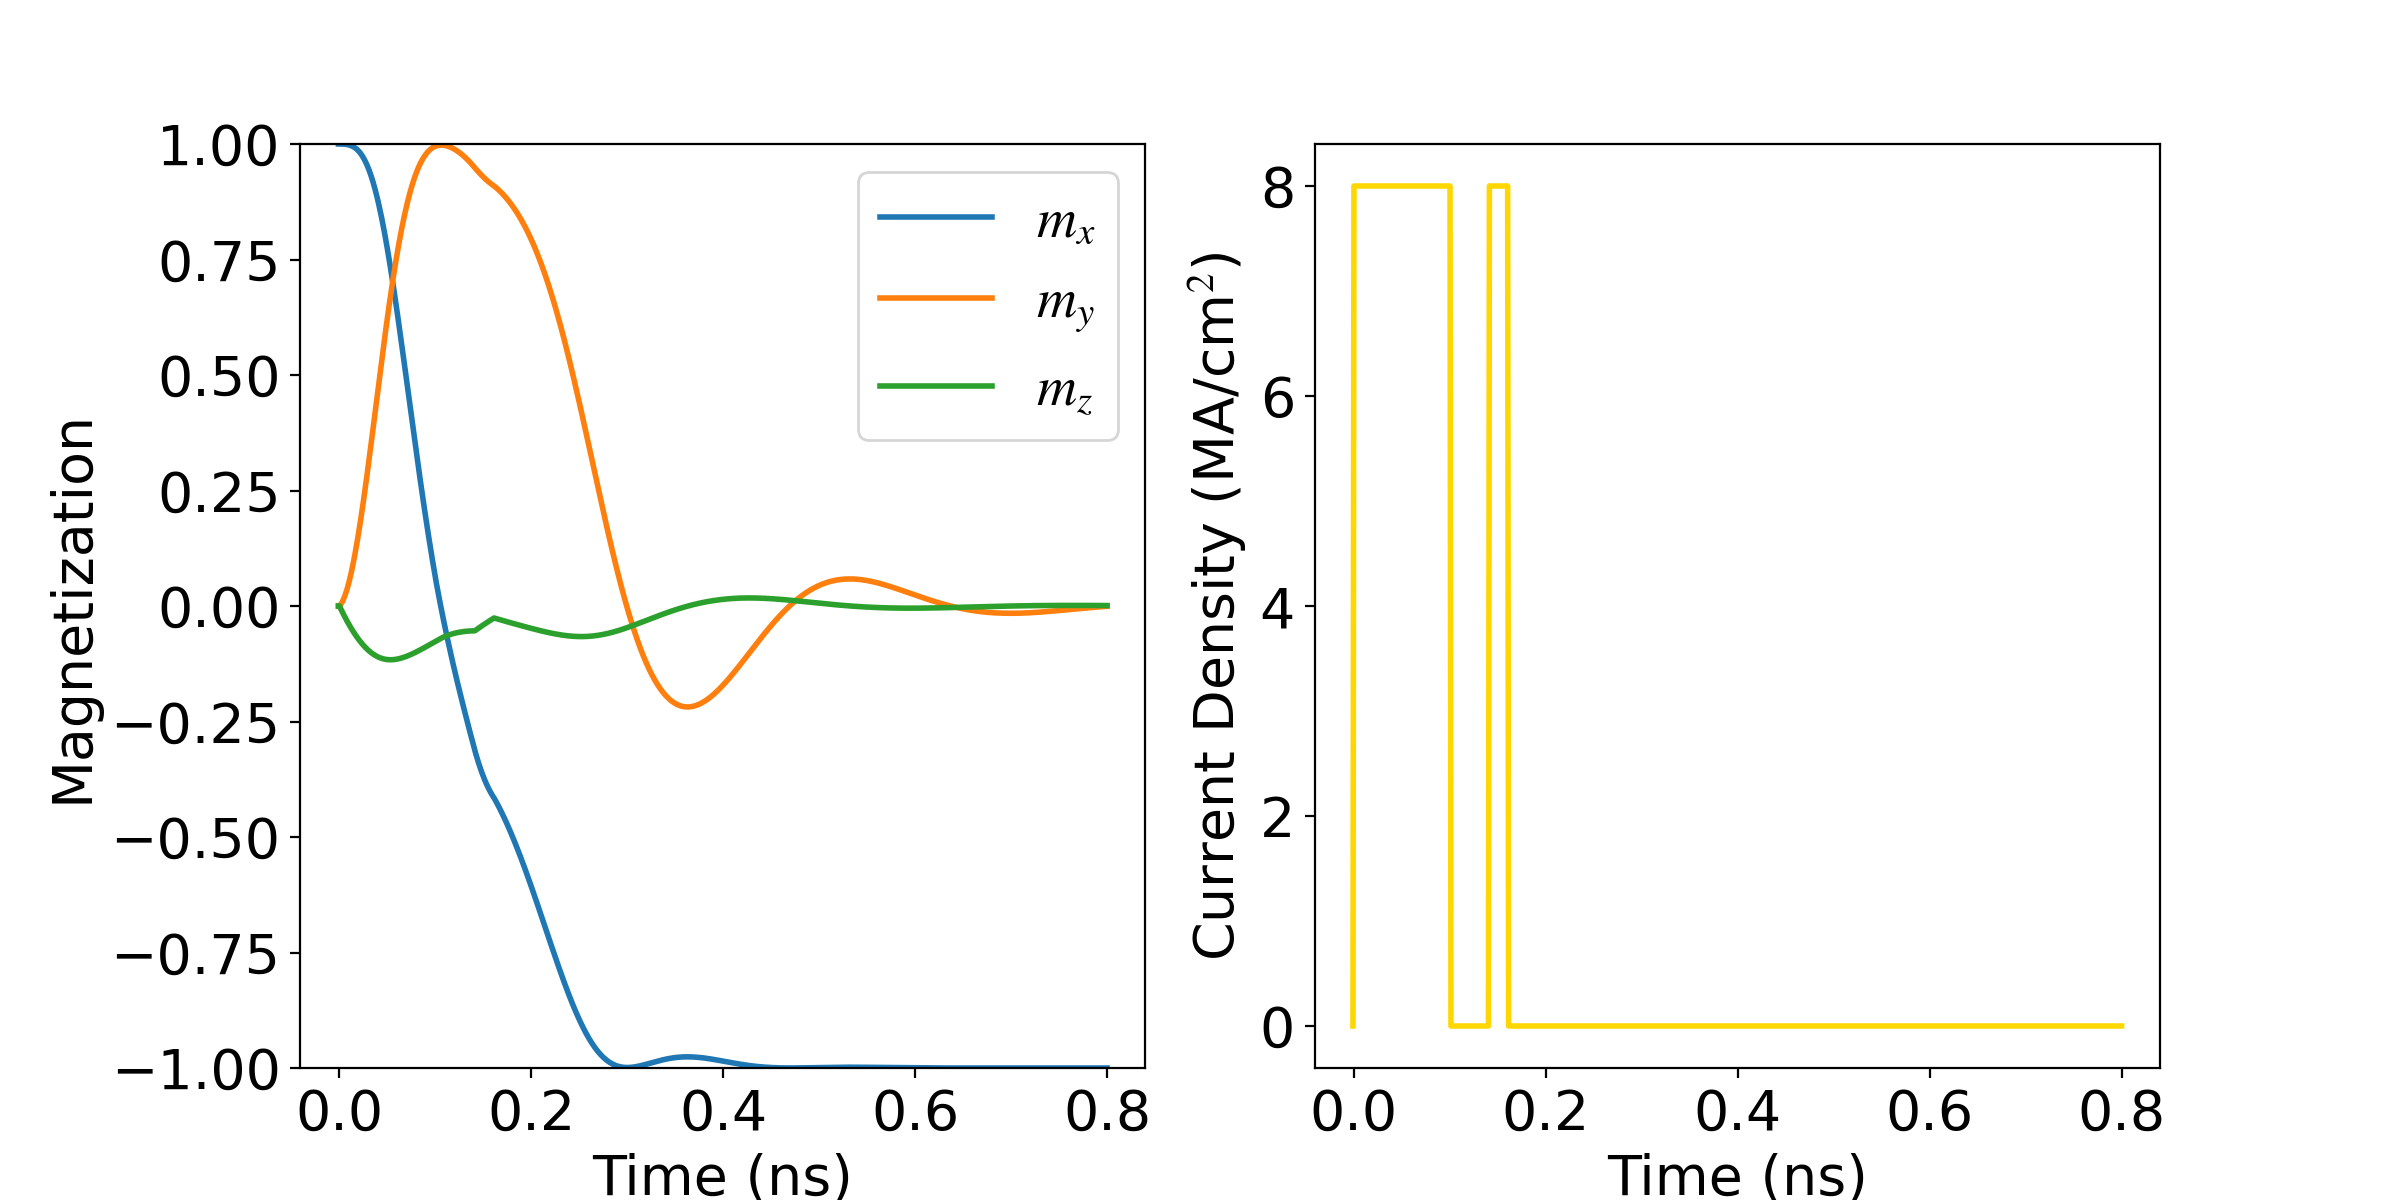 1.00
0.75
0.50
0.25
0.00
−0.25
−0.50
−0.75
−1.00
Magnetization
0.0 0.2 0.4 0.6 0.8
Time (ns)
m_x
m_y
m_z
8
6
4
2
0
Current Density (MA/cm²)
0.0 0.2 0.4 0.6 0.8
Time (ns)